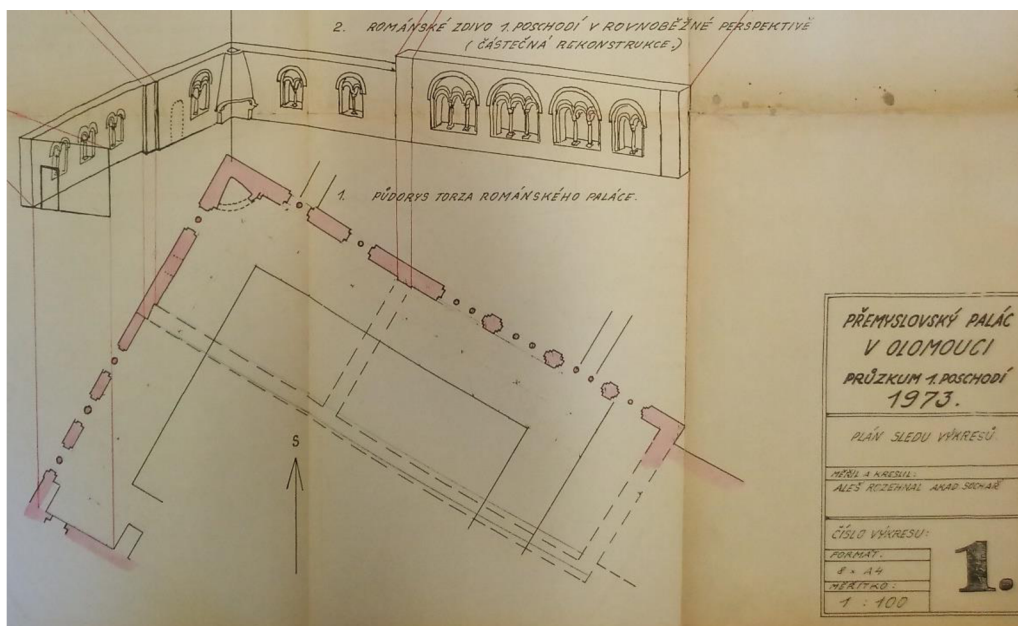 2. ROMÁNSKÉ ZDIVO 1. POSCHODÍ V ROVNOBĚŽNÉ PERSPEKTIVĚ
( ČÁSTEČNÁ REKONSTRUKCE.)
1. PŮDORYS TORZA ROMÁNSKÉHO PALÁCE.
S
PŘEMYSLOVSKÝ PALÁC
V OLOMOUCI
PRŮZKUM 1. POSCHODÍ
1973.
PLÁN SLEDU VÝKRESŮ
MĚŘIL A KRESLIL:
ALEŠ ROZEHNAL AKAD. SOCHAŘ
ČÍSLO VÝKRESU:
1.
FORMÁT:
8 × A4
MĚŘÍTKO:
1 : 100